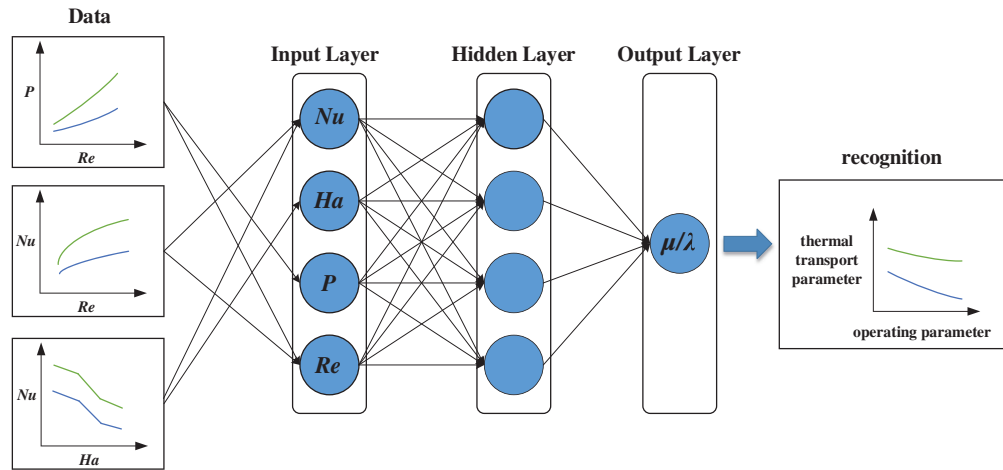 Data
P
Re
Nu
Re
Nu
Ha
Input Layer
Nu
Ha
P
Re
Hidden Layer
Output Layer
μ/λ
recognition
thermal
transport
parameter
operating parameter